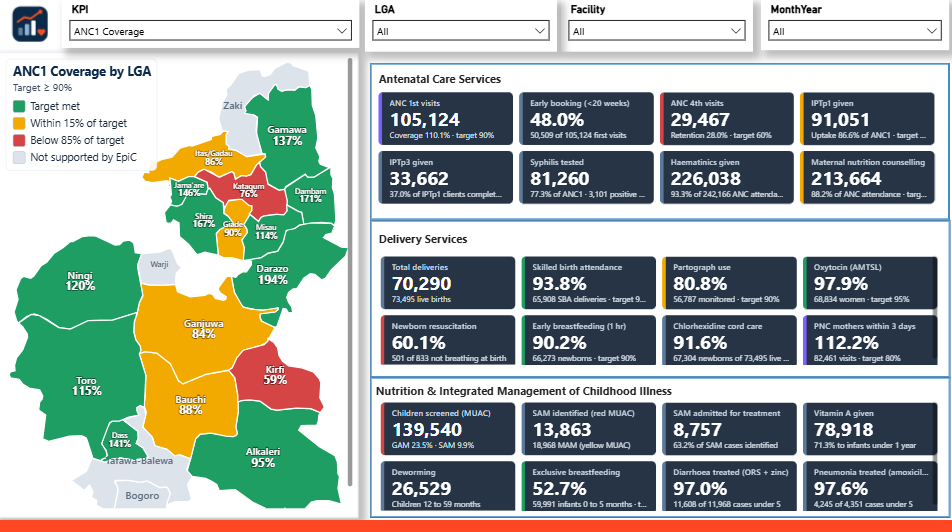 KPI
ANC1 Coverage
LGA
All
Facility
All
MonthYear
All
ANC1 Coverage by LGA
Target ≥ 90%
Target met
Within 15% of target
Below 85% of target
Not supported by EpiC
Zaki
Gamawa
137%
Itas/Gadau
86%
Jama'are
146%
Katagum
76%
Dambam
171%
Shira
167%
Giade
90%
Misau
114%
Ningi
120%
Warji
Darazo
194%
Ganjuwa
84%
Toro
115%
Kirfi
59%
Bauchi
88%
Dass
141%
Alkaleri
95%
Tafawa-Balewa
Bogoro
Antenatal Care Services
ANC 1st visits
105,124
Coverage 110.1% · target 90%
Early booking (<20 weeks)
48.0%
50,509 of 105,124 first visits
ANC 4th visits
29,467
Retention 28.0% · target 60%
IPTp1 given
91,051
Uptake 86.6% of ANC1 · target ...
IPTp3 given
33,662
37.0% of IPTp1 clients complet...
Syphilis tested
81,260
77.3% of ANC1 · 3,101 positive ...
Haematinics given
226,038
93.3% of 242,166 ANC attenda...
Maternal nutrition counselling
213,664
88.2% of ANC attendance · targ...
Delivery Services
Total deliveries
70,290
73,495 live births
Skilled birth attendance
93.8%
65,908 SBA deliveries · target 9...
Partograph use
80.8%
56,787 monitored · target 90%
Oxytocin (AMTSL)
97.9%
68,834 women · target 95%
Newborn resuscitation
60.1%
501 of 833 not breathing at birth
Early breastfeeding (1 hr)
90.2%
66,273 newborns · target 90%
Chlorhexidine cord care
91.6%
67,304 newborns of 73,495 live ...
PNC mothers within 3 days
112.2%
82,461 visits · target 80%
Nutrition & Integrated Management of Childhood Illness
Children screened (MUAC)
139,540
GAM 23.5% · SAM 9.9%
SAM identified (red MUAC)
13,863
18,968 MAM (yellow MUAC)
SAM admitted for treatment
8,757
63.2% of SAM cases identified
Vitamin A given
78,918
71.3% to infants under 1 year
Deworming
26,529
Children 12 to 59 months
Exclusive breastfeeding
52.7%
59,991 infants 0 to 5 months · t...
Diarrhoea treated (ORS + zinc)
97.0%
11,608 of 11,968 cases under 5
Pneumonia treated (amoxicil...
97.6%
4,245 of 4,351 cases under 5